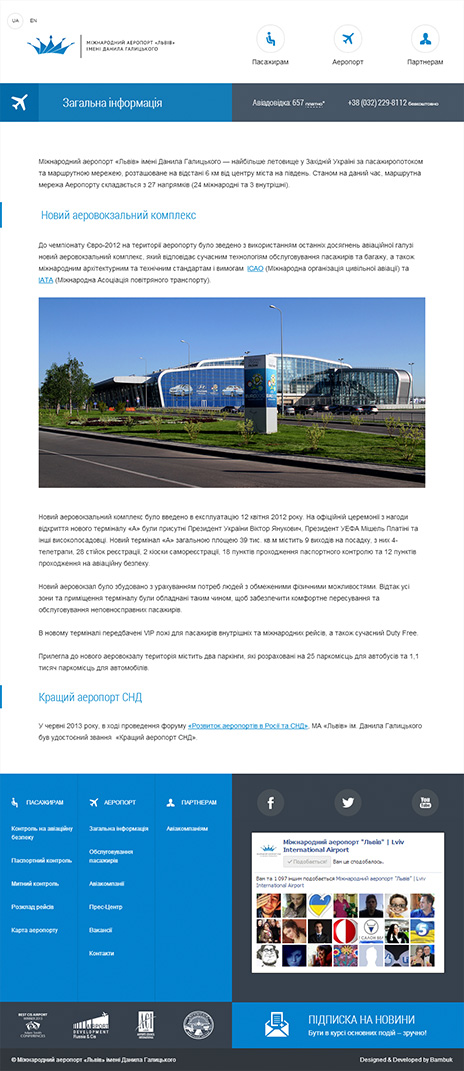 UA EN
МІЖНАРОДНИЙ АЕРОПОРТ «ЛЬВІВ»
ІМЕНІ ДАНИЛА ГАЛИЦЬКОГО
Пасажирам
Аеропорт
Партнерам
Загальна інформація
Авіадовідка: 657 платно*
+38 (032) 229-8112 безкоштовно
Міжнародний аеропорт «Львів» імені Данила Галицького — найбільше летовище у Західній Україні за пасажиропотоком
та маршрутною мережею, розташоване на відстані 6 км від центру міста на південь. Станом на даний час, маршрутна
мережа Аеропорту складається з 27 напрямків (24 міжнародні та 3 внутрішні).
Новий аеровокзальний комплекс
До чемпіонату Євро-2012 на території аеропорту було зведено з використанням останніх досягнень авіаційної галузі
новий аеровокзальний комплекс, який відповідає сучасним технологіям обслуговування пасажирів та багажу, а також
міжнародним архітектурним та технічним стандартам і вимогам ІСАО (Міжнародна організація цивільної авіації) та
ІАТА (Міжнародна Асоціація повітряного транспорту).
Новий аеровокзальний комплекс було введено в експлуатацію 12 квітня 2012 року. На офіційній церемонії з нагоди
відкриття нового терміналу «А» були присутні Президент України Віктор Янукович, Президент УЕФА Мішель Платіні та
інші високопосадовці. Новий термінал «А» загальною площею 39 тис. кв.м містить 9 виходів на посадку, з них 4-
телетрапи, 28 стійок реєстрації, 2 кіоски самореєстрації, 18 пунктів проходження паспортного контролю та 12 пунктів
проходження на авіаційну безпеку.
Новий аеровокзал було збудовано з урахуванням потреб людей з обмеженими фізичними можливостями. Відтак усі
зони та приміщення терміналу були обладнані таким чином, щоб забезпечити комфортне пересування та
обслуговування неповносправних пасажирів.
В новому терміналі передбачені VIP ложі для пасажирів внутрішніх та міжнародних рейсів, а також сучасний Duty Free.
Прилегла до нового аеровокзалу територія містить два паркінги, які розраховані на 25 паркомісць для автобусів та 1,1
тисяч паркомісць для автомобілів.
Кращий аеропорт СНД
У червні 2013 року, в ході проведення форуму «Розвиток аеропортів в Росії та СНД», МА «Львів» ім. Данила Галицького
був удостоєний звання «Кращий аеропорт СНД».
ПАСАЖИРАМ
Контроль на авіаційну
безпеку
Паспортний контроль
Митний контроль
Розклад рейсів
Карта аеропорту
АЕРОПОРТ
Загальна інформація
Обслуговування
пасажирів
Авіакомпанії
Прес-Центр
Вакансії
Контакти
ПАРТНЕРАМ
Авіакомпаніям
You
Tube
Міжнародний аеропорт "Львів" | Lviv
International Airport
Подобається!
Вам це сподобалось.
Вам та 1 097 іншим подобається Міжнародний аеропорт "Львів" | Lviv
International Airport
BEST CIS AIRPORT
CONFERENCES
DEVELOPMENT
Russia & Cis
ACI
ПІДПИСКА НА НОВИНИ
Бути в курсі основних подій – зручно!
© Міжнародний аеропорт «Львів» імені Данила Галицького
Designed & Developed by Bambuk